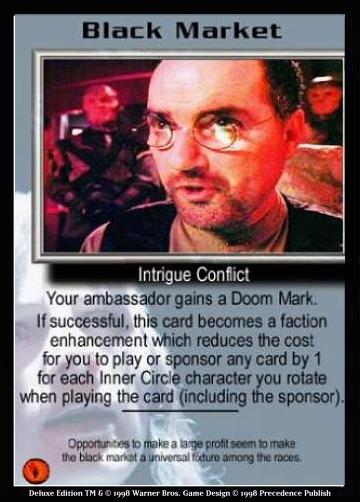 Black Market
Intrigue Conflict
Your ambassador gains a Doom Mark.
If successful, this card becomes a faction
enhancement which reduces the cost
for you to play or sponsor any card by 1
for each Inner Circle character you rotate
when playing the card (including the sponsor).
Opportunities to make a large profit seem to make
the black market a universal fixture among the races.
Deluxe Edition TM & © 1998 Warner Bros. Game Design © 1998 Precedence Publish